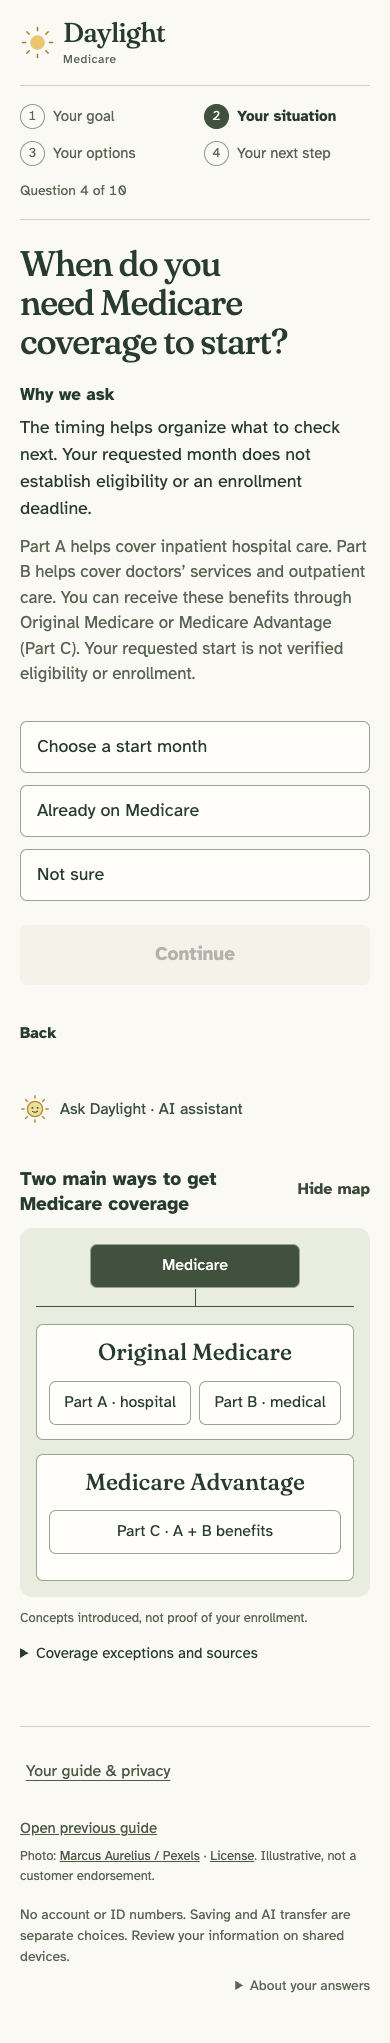 Daylight
Medicare
1 Your goal
2 Your situation
3 Your options
4 Your next step
Question 4 of 10
When do you
need Medicare
coverage to start?
Why we ask
The timing helps organize what to check
next. Your requested month does not
establish eligibility or an enrollment
deadline.
Part A helps cover inpatient hospital care. Part
B helps cover doctors’ services and outpatient
care. You can receive these benefits through
Original Medicare or Medicare Advantage
(Part C). Your requested start is not verified
eligibility or enrollment.
Choose a start month
Already on Medicare
Not sure
Continue
Back
Ask Daylight · AI assistant
Two main ways to get
Medicare coverage
Hide map
Medicare
Original Medicare
Part A · hospital
Part B · medical
Medicare Advantage
Part C · A + B benefits
Concepts introduced, not proof of your enrollment.
Coverage exceptions and sources
Your guide & privacy
Open previous guide
Photo: Marcus Aurelius / Pexels · License. Illustrative, not a
customer endorsement.
No account or ID numbers. Saving and AI transfer are
separate choices. Review your information on shared
devices.
About your answers